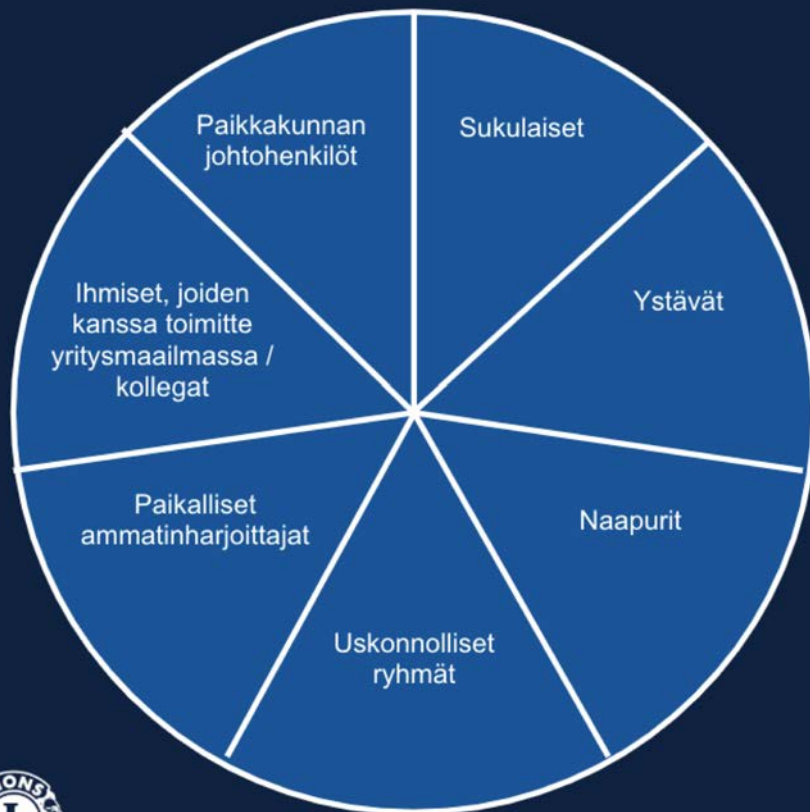 Paikkakunnan
johtohenkilöt
Sukulaiset
Ihmiset, joiden
kanssa toimitte
yritysmaailmassa /
kollegat
Ystävät
Paikalliset
ammatinharjoittajat
Naapurit
Uskonnolliset
ryhmät
L